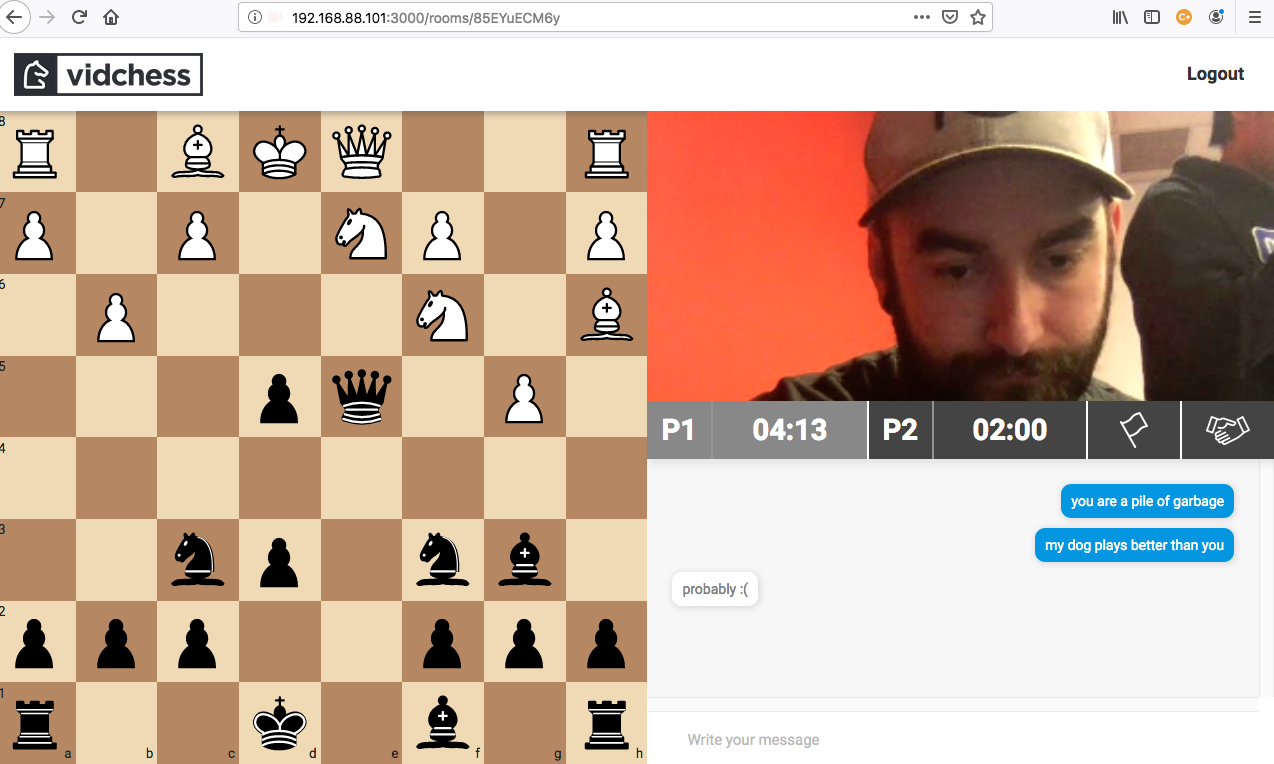 192.168.88.101:3000/rooms/85EYuECM6y
vidchess
Logout
8
7
6
5
4
3
2
1
a b c d e f g h
P1 04:13 P2 02:00
you are a pile of garbage
my dog plays better than you
probably :(
Write your message